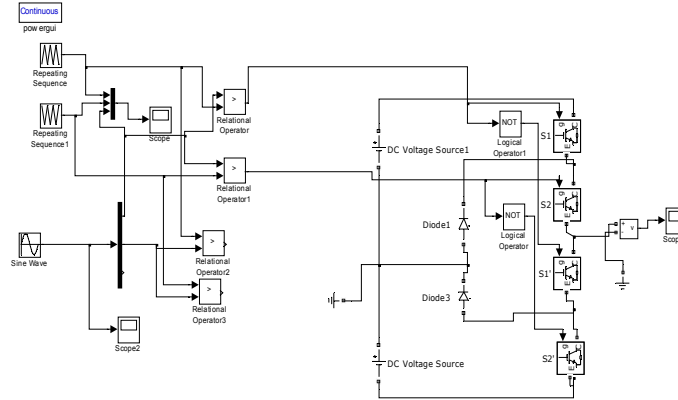 Continuous
powergui
Repeating
Sequence
Repeating
Sequence1
Scope
>
Relational
Operator
>
Relational
Operator1
Sine Wave
Scope2
>
Relational
Operator2
>
Relational
Operator3
DC Voltage Source1
Diode1
Diode3
DC Voltage Source
NOT
Logical
Operator1
NOT
Logical
Operator
S1
g C
E
S2
g C
E
S1'
g C
E
S2'
g C
E
+
-
v
Scop